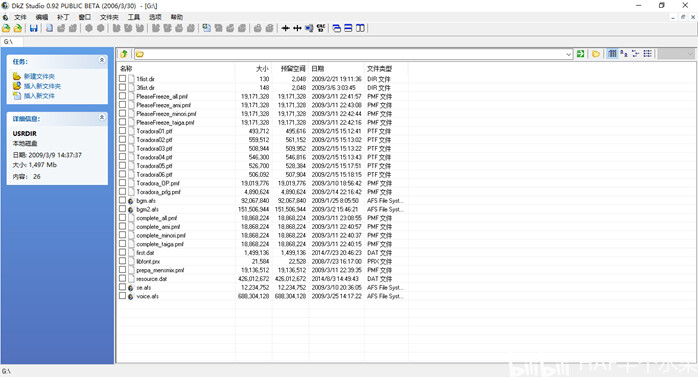 DkZ Studio 0.92 PUBLIC BETA (2006/3/30) - [G:\]
文件 编辑 补丁 窗口 文件夹 工具 选项 帮助
G:\
任务:
新建文件夹
插入新文件夹
插入新文件
详细信息:
USRDIR
本地磁盘
日期: 2009/3/9 14:37:37
大小: 1,497 Mb
内容: 26
名称 大小 预留空间 日期 文件类型
1fist.dir 130 2,048 2009/2/21 19:11:36 DIR 文件
3fist.dir 148 2,048 2009/3/6 3:03:45 DIR 文件
PleaseFreeze_all.pmf 19,171,328 19,171,328 2009/3/11 22:41:57 PMF 文件
PleaseFreeze_ami.pmf 19,171,328 19,171,328 2009/3/11 22:43:08 PMF 文件
PleaseFreeze_minori.pmf 19,171,328 19,171,328 2009/3/11 22:42:44 PMF 文件
PleaseFreeze_taiga.pmf 19,171,328 19,171,328 2009/3/11 22:42:16 PMF 文件
Toradora01.ptf 493,712 495,616 2009/2/15 15:12:41 PTF 文件
Toradora02.ptf 559,512 561,152 2009/2/15 15:13:02 PTF 文件
Toradora03.ptf 508,944 509,952 2009/2/15 15:13:22 PTF 文件
Toradora04.ptf 546,300 546,816 2009/2/15 15:13:43 PTF 文件
Toradora05.ptf 526,700 528,384 2009/2/15 15:17:51 PTF 文件
Toradora06.ptf 506,092 507,904 2009/2/15 15:18:15 PTF 文件
Toradora_OP.pmf 19,019,776 19,019,776 2009/3/10 18:56:42 PMF 文件
Toradora_prlg.pmf 4,890,624 4,890,624 2009/2/14 22:16:42 PMF 文件
bgm.afs 92,067,840 92,067,840 2009/1/25 8:05:50 AFS File Syst...
bgm2.afs 151,506,944 151,506,944 2009/3/2 15:46:21 AFS File Syst...
complete_all.pmf 18,868,224 18,868,224 2009/3/11 23:08:55 PMF 文件
complete_ami.pmf 18,868,224 18,868,224 2009/3/11 22:40:57 PMF 文件
complete_minori.pmf 18,868,224 18,868,224 2009/3/11 22:40:37 PMF 文件
complete_taiga.pmf 18,868,224 18,868,224 2009/3/11 22:40:15 PMF 文件
first.dat 1,499,136 1,499,136 2014/7/23 20:46:23 DAT 文件
libfont.prx 21,584 22,528 2008/7/23 16:17:00 PRX 文件
prepa_menomix.pmf 19,136,512 19,136,512 2009/3/11 22:39:35 PMF 文件
resource.dat 426,012,672 426,012,672 2014/8/3 14:49:43 DAT 文件
se.afs 12,234,752 12,234,752 2009/3/10 20:36:05 AFS File Syst...
voice.afs 688,304,128 688,304,128 2009/3/25 14:17:22 AFS File Syst...
G:\
bilibili